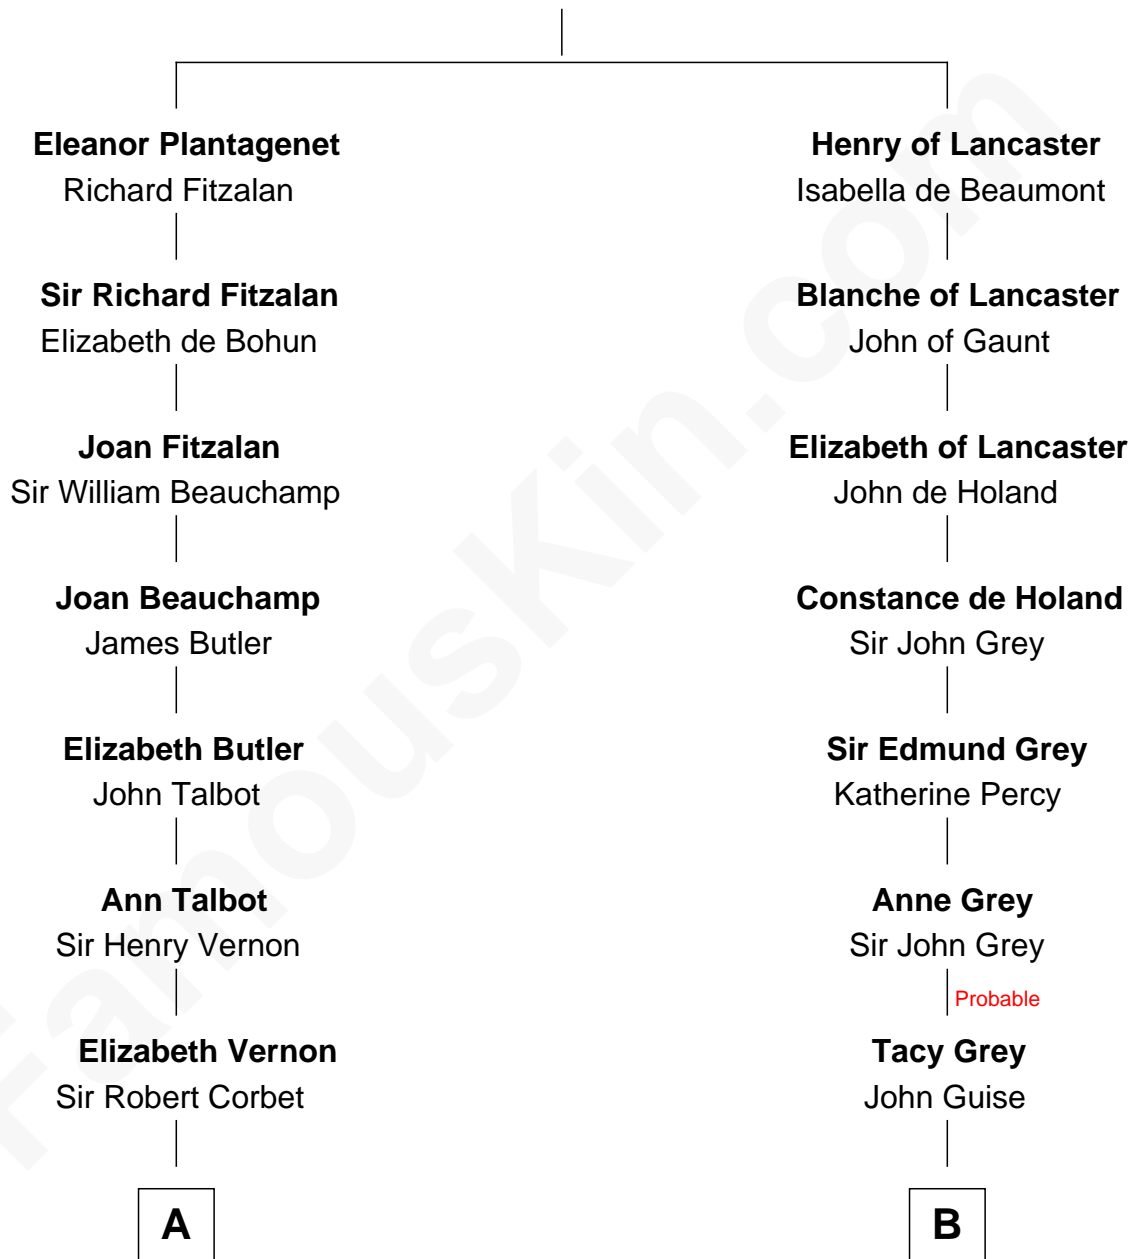 Eleanor Plantagenet
Richard Fitzalan
Sir Richard Fitzalan
Elizabeth de Bohun
Joan Fitzalan
Sir William Beauchamp
Joan Beauchamp
James Butler
Elizabeth Butler
John Talbot
Ann Talbot
Sir Henry Vernon
Elizabeth Vernon
Sir Robert Corbet
A
Henry of Lancaster
Isabella de Beaumont
Blanche of Lancaster
John of Gaunt
Elizabeth of Lancaster
John de Holand
Constance de Holand
Sir John Grey
Sir Edmund Grey
Katherine Percy
Anne Grey
Sir John Grey
Probable
Tacy Grey
John Guise
B
FamousKin.com